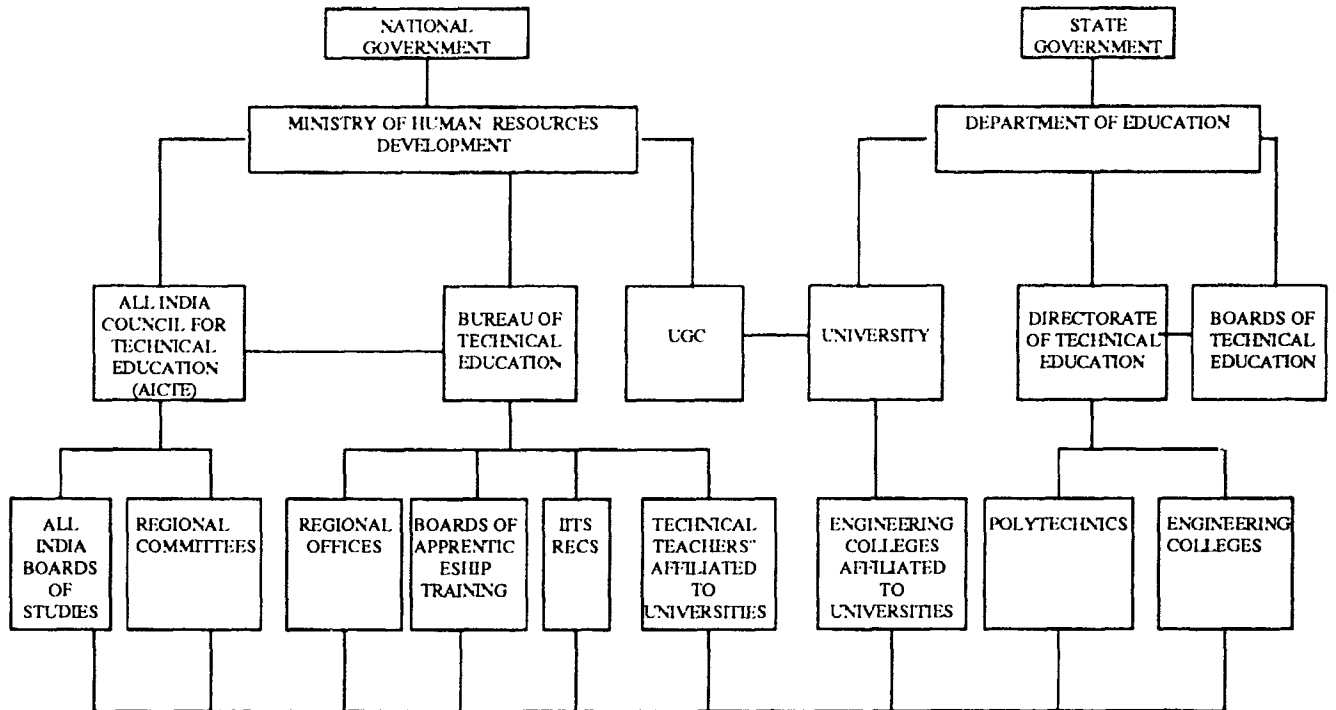 NATIONAL
GOVERNMENT
STATE
GOVERNMENT
MINISTRY OF HUMAN RESOURCES
DEVELOPMENT
DEPARTMENT OF EDUCATION
ALL INDIA
COUNCIL FOR
TECHNICAL
EDUCATION
(AICTE)
BUREAU OF
TECHNICAL
EDUCATION
UGC
UNIVERSITY
DIRECTORATE
OF TECHNICAL
EDUCATION
BOARDS OF
TECHNICAL
EDUCATION
ALL
INDIA
BOARDS
OF
STUDIES
REGIONAL
COMMITTEES
REGIONAL
OFFICES
BOARDS OF
APPRENTIC
ESHIP
TRAINING
IITS
RECS
TECHNICAL
TEACHERS"
AFFILIATED
TO
UNIVERSITIES
ENGINEERING
COLLEGES
AFFILIATED
TO
UNIVERSITIES
POLYTECHNICS
ENGINEERING
COLLEGES